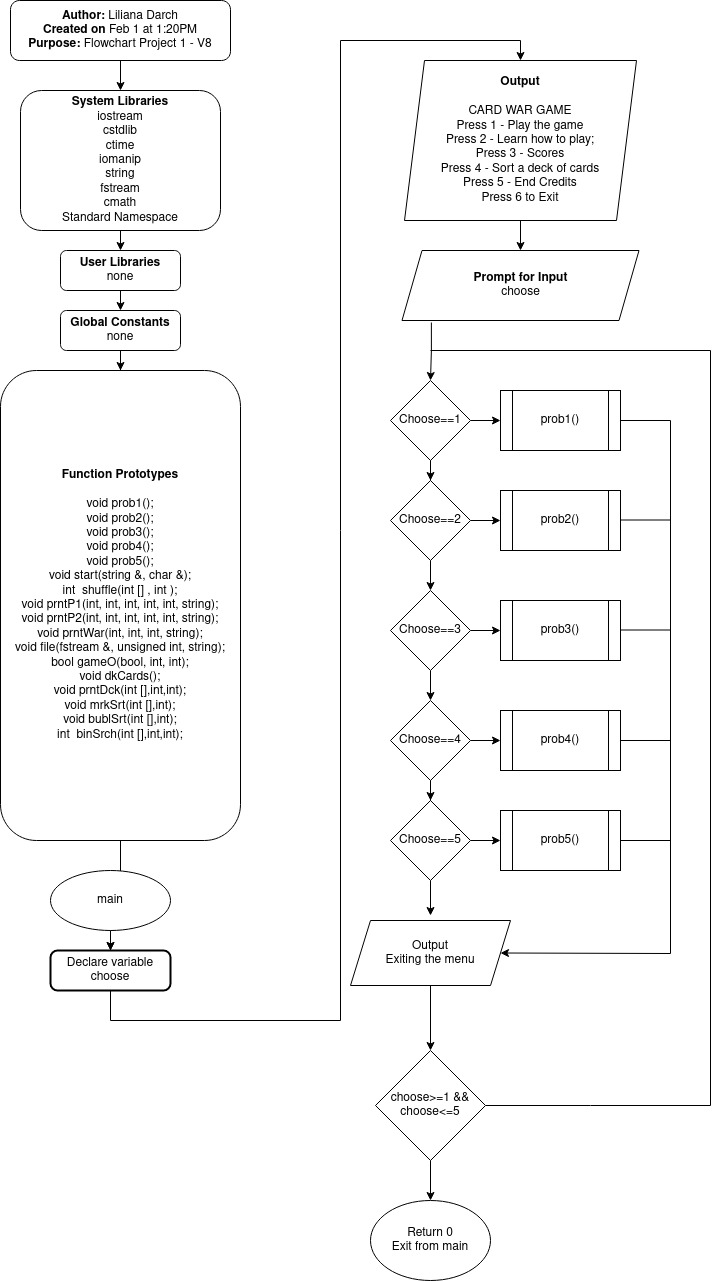 Author: Liliana Darch
Created on Feb 1 at 1:20PM
Purpose: Flowchart Project 1 - V8
System Libraries
iostream
cstdlib
ctime
iomanip
string
fstream
cmath
Standard Namespace
User Libraries
none
Global Constants
none
Function Prototypes
void prob1();
void prob2();
void prob3();
void prob4();
void prob5();
void start(string &, char &);
int  shuffle(int [] , int );
void prntP1(int, int, int, int, int, string);
void prntP2(int, int, int, int, int, string);
void prntWar(int, int, int, string);
void file(fstream &, unsigned int, string);
bool gameO(bool, int, int);
void dkCards();
void prntDck(int [],int,int);
void mrkSrt(int [],int);
void bublSrt(int [],int);
int  binSrch(int [],int,int);
main
Declare variable
choose
Output
CARD WAR GAME
Press 1 - Play the game
Press 2 - Learn how to play;
Press 3 - Scores
Press 4 - Sort a deck of cards
Press 5 - End Credits
Press 6 to Exit
Prompt for Input
choose
Choose==1
prob1()
Choose==2
prob2()
Choose==3
prob3()
Choose==4
prob4()
Choose==5
prob5()
Output
Exiting the menu
choose>=1 &&
choose<=5
Return 0
Exit from main